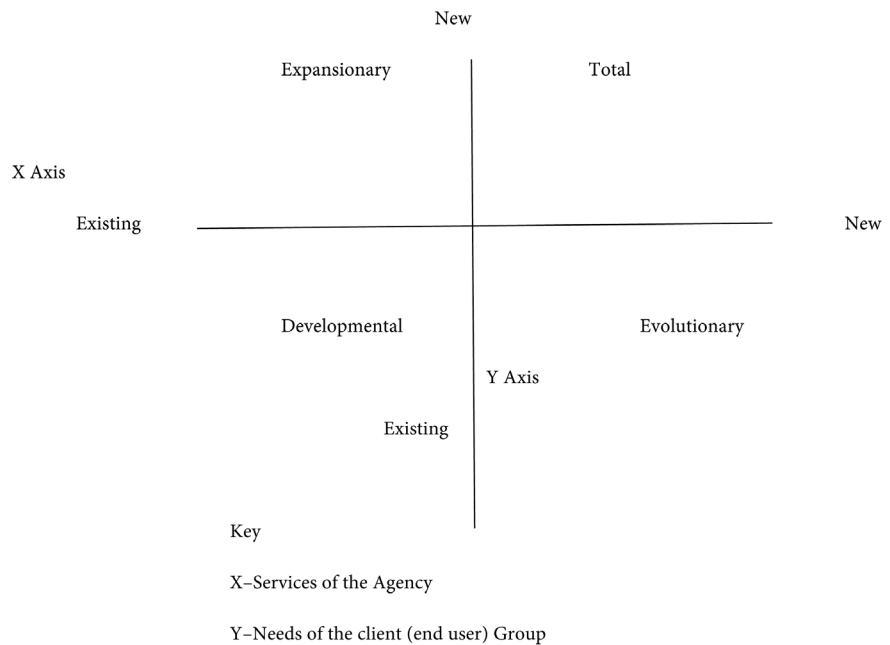 New
Expansionary Total
X Axis
Existing New
Developmental Evolutionary
Y Axis
Existing
Key
X–Services of the Agency
Y–Needs of the client (end user) Group